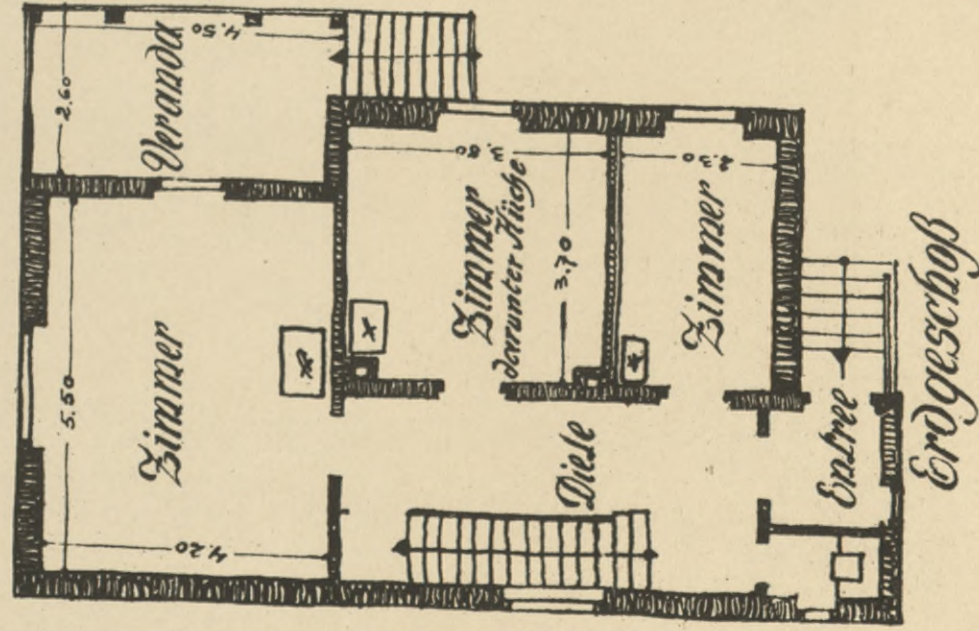 Veranda
4.50
2.60
Zimmer
5.50
4.20
Zimmer
darunter Küche
3.80
3.70
Zimmer
2.30
Diele
Entree
Erdgeschoß